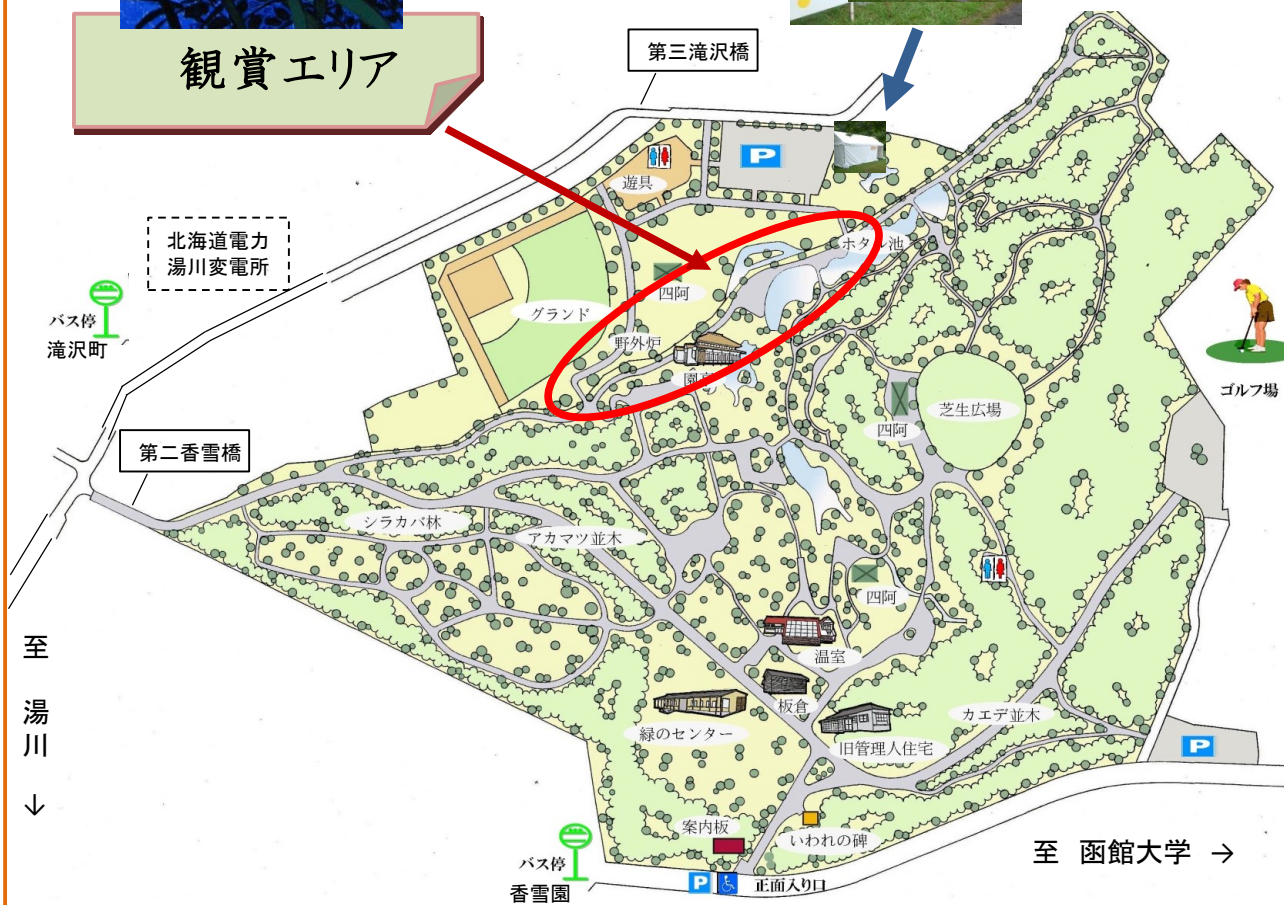 観賞エリア
第三滝沢橋
P
遊具
北海道電力
湯川変電所
ホタル池
バス停
滝沢町
四阿
グランド
野外炉
園亭
ゴルフ場
四阿
芝生広場
第二香雪橋
シラカバ林
アカマツ並木
四阿
温室
板倉
カエデ並木
緑のセンター
旧管理人住宅
P
至 湯川 ↓
案内板
いわれの碑
至 函館大学 →
バス停
香雪園
P
正面入り口